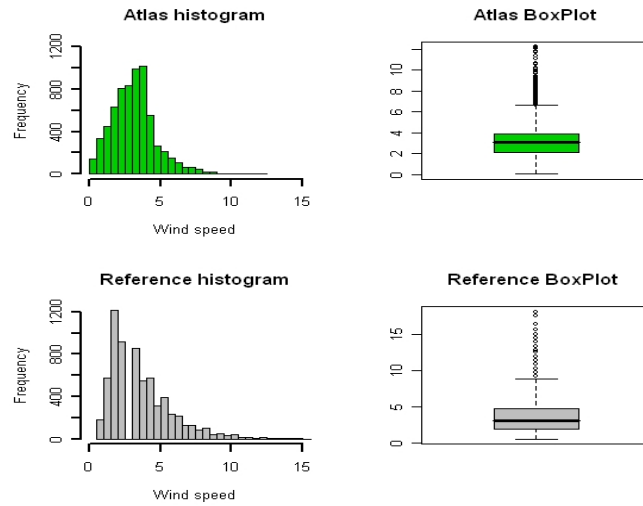 Atlas histogram
Frequency
0 400 800 1200
0 5 10 15
Wind speed
Atlas BoxPlot
0 2 4 6 8 10
Reference histogram
Frequency
0 400 800 1200
0 5 10 15
Wind speed
Reference BoxPlot
0 5 10 15